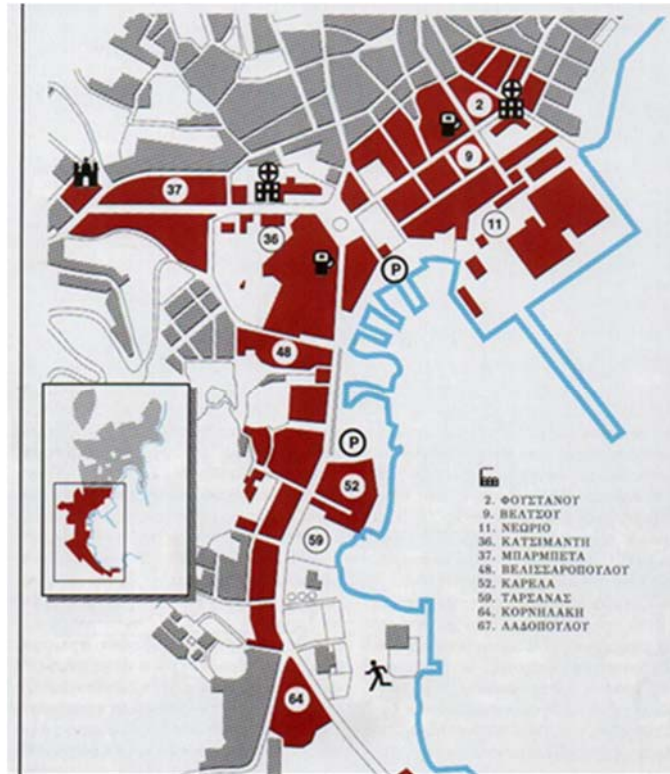 2
37
9
36
11
P
48
P
52
59
64
2. ΦΟΥΣΤΑΝΟΥ
9. ΒΕΛΤΣΟΥ
11. ΝΕΩΡΙΟ
36. ΚΑΤΣΙΜΑΝΤΗ
37. ΜΠΑΡΜΠΕΤΑ
48. ΒΕΛΙΣΣΑΡΟΠΟΥΛΟΥ
52. ΚΑΡΕΛΑ
59. ΤΑΡΣΑΝΑΣ
64. ΚΟΡΝΗΛΑΚΗ
67. ΛΑΔΟΠΟΥΛΟΥ